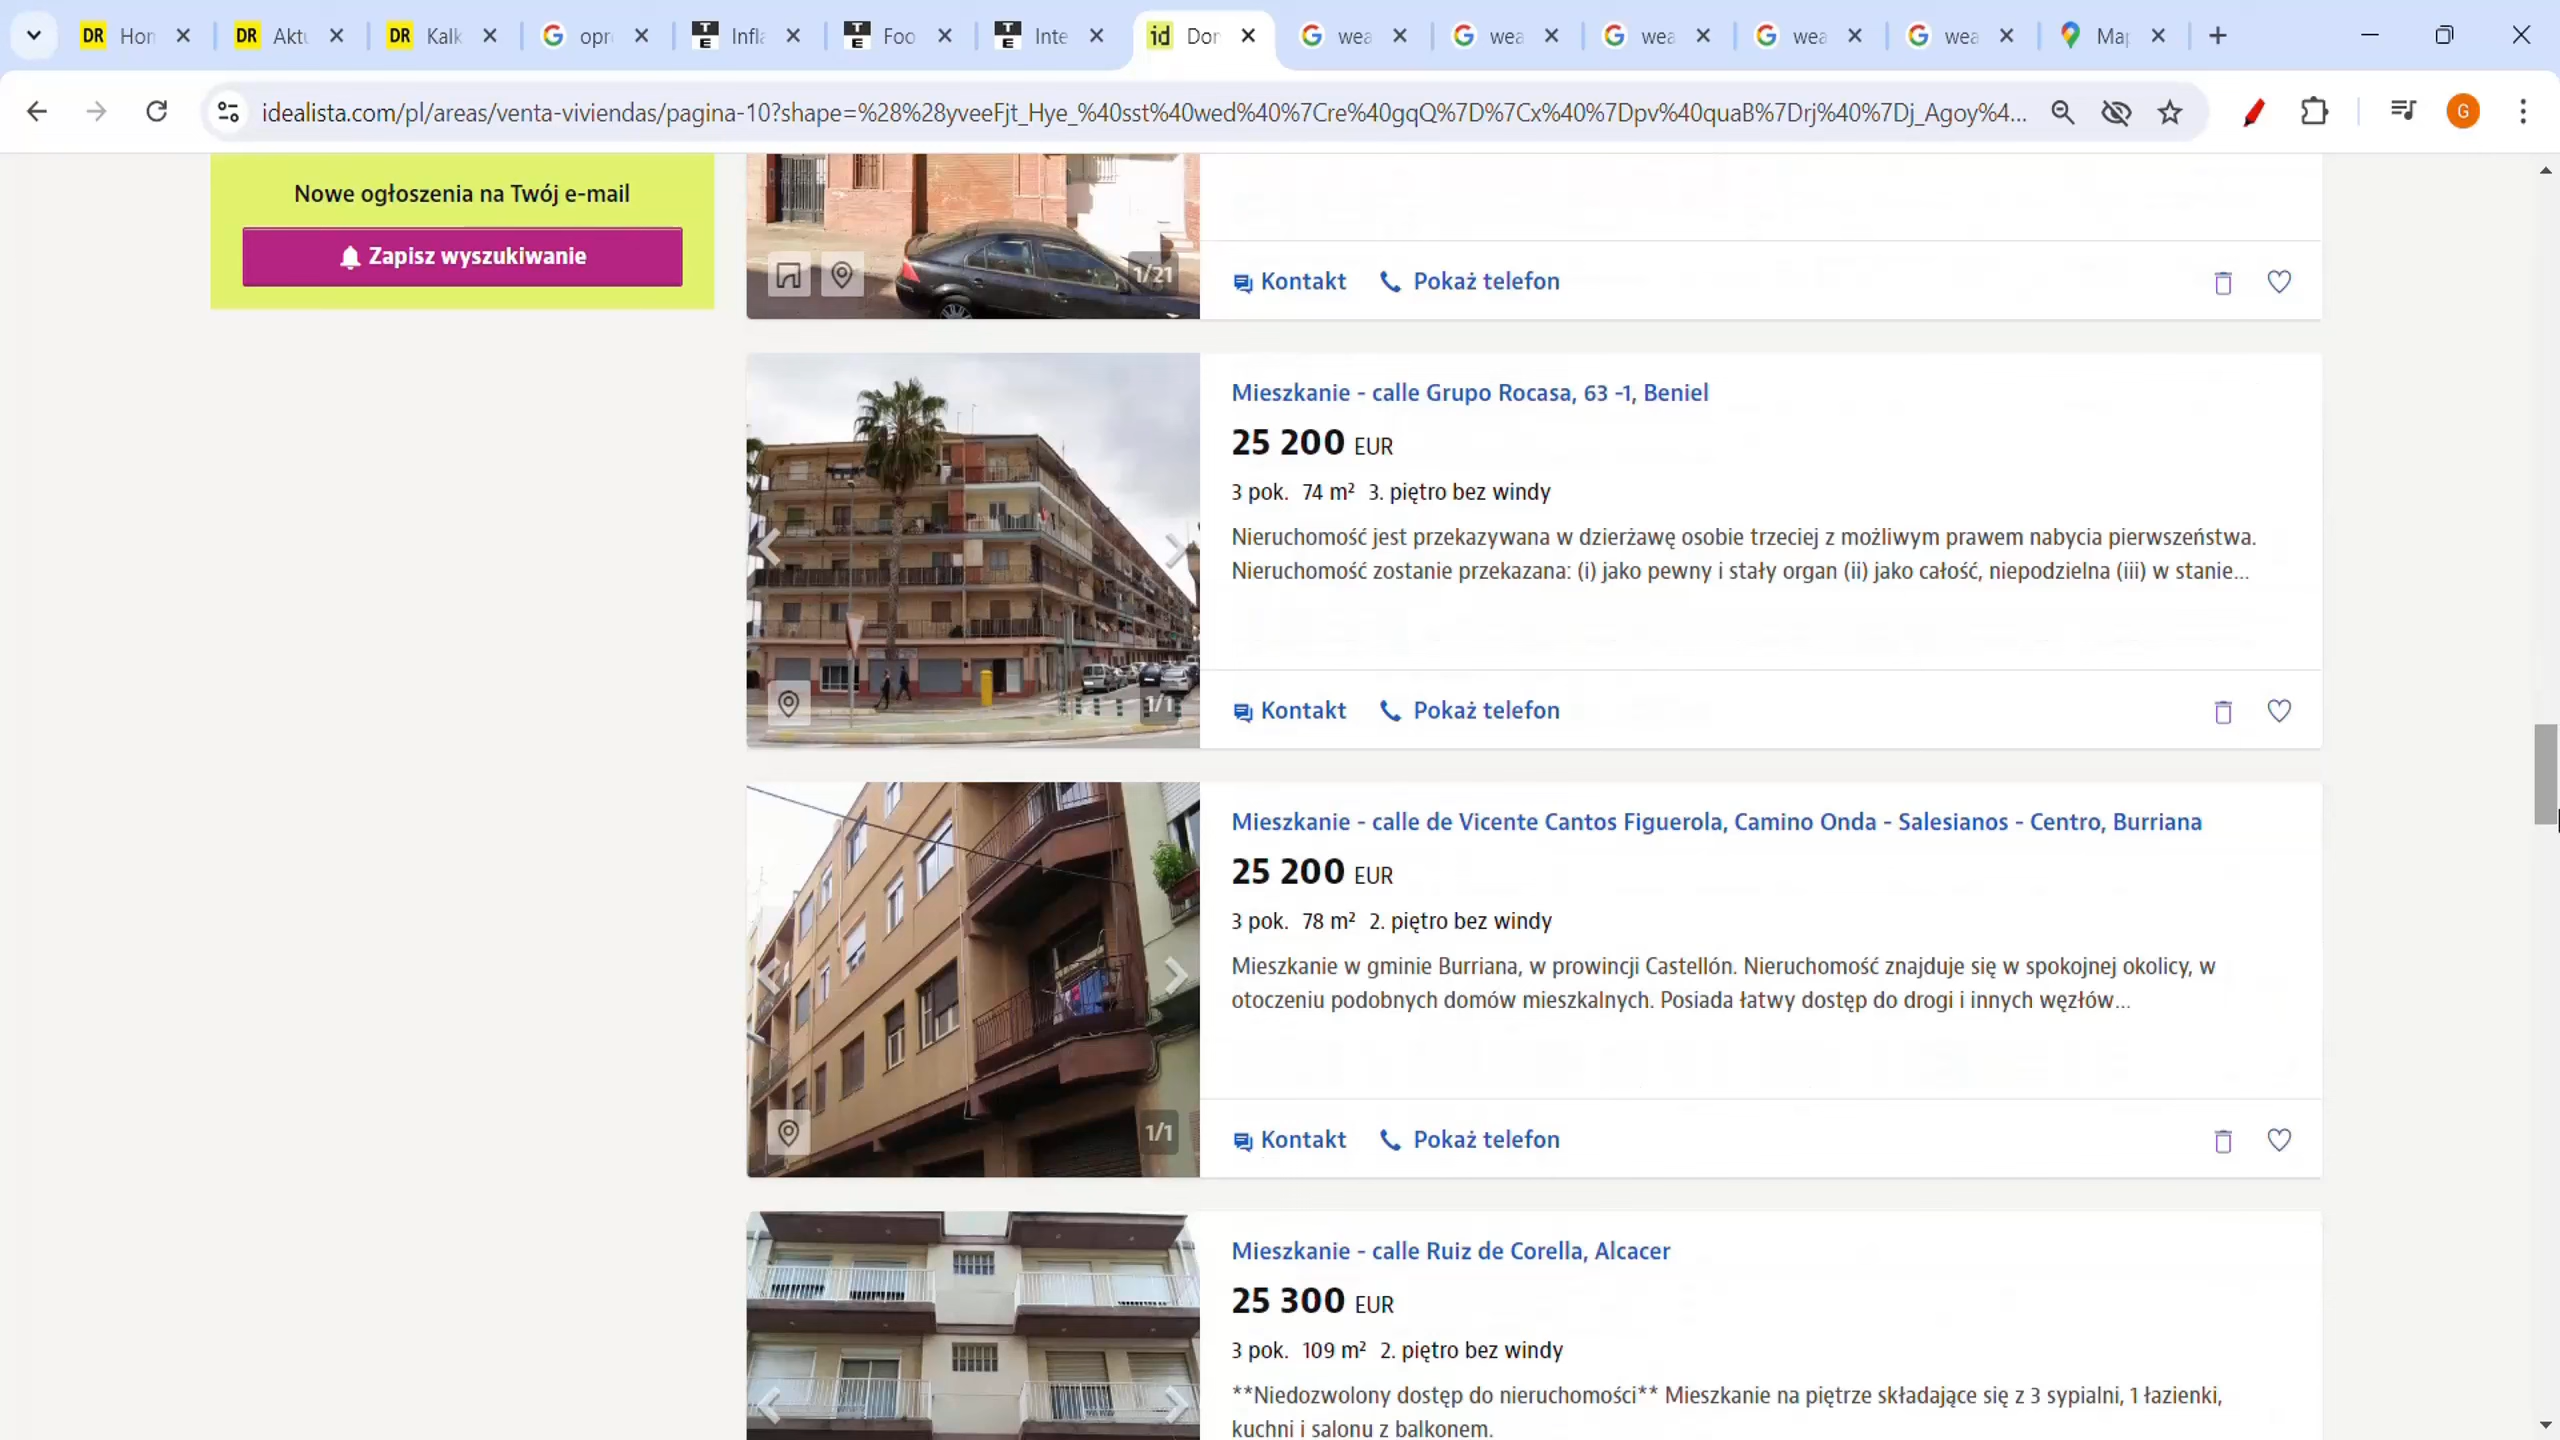 DR Hon
DR Aktu
DR Kalk
opr
TE Infla
TE Foo
TE Inte
id Dor
wea
wea
wea
wea
wea
Ma
idealista.com/pl/areas/venta-viviendas/pagina-10?shape=%28%28yveeFjt_Hye_%40sst%40wed%40%7Cre%40gqQ%7D%7Cx%40%7Dpv%40quaB%7Drj%40%7Dj_Agoy%4...
G
Nowe ogłoszenia na Twój e-mail
Zapisz wyszukiwanie
1/21
Kontakt Pokaż telefon
Mieszkanie - calle Grupo Rocasa, 63 -1, Beniel
25 200 EUR
3 pok. 74 m² 3. piętro bez windy
Nieruchomość jest przekazywana w dzierżawę osobie trzeciej z możliwym prawem nabycia pierwszeństwa.
Nieruchomość zostanie przekazana: (i) jako pewny i stały organ (ii) jako całość, niepodzielna (iii) w stanie...
1/1
Kontakt Pokaż telefon
Mieszkanie - calle de Vicente Cantos Figuerola, Camino Onda - Salesianos - Centro, Burriana
25 200 EUR
3 pok. 78 m² 2. piętro bez windy
Mieszkanie w gminie Burriana, w prowincji Castellón. Nieruchomość znajduje się w spokojnej okolicy, w
otoczeniu podobnych domów mieszkalnych. Posiada łatwy dostęp do drogi i innych węzłów...
1/1
Kontakt Pokaż telefon
Mieszkanie - calle Ruiz de Corella, Alcacer
25 300 EUR
3 pok. 109 m² 2. piętro bez windy
**Niedozwolony dostęp do nieruchomości** Mieszkanie na piętrze składające się z 3 sypialni, 1 łazienki,
kuchni i salonu z balkonem.